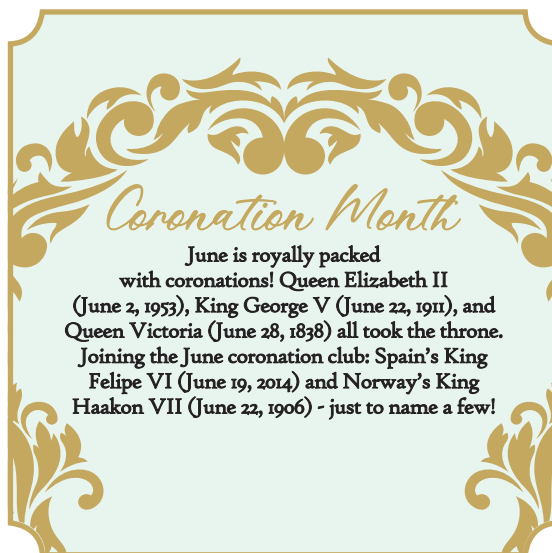 Coronation Month
June is royally packed
with coronations! Queen Elizabeth II
(June 2, 1953), King George V (June 22, 1911), and
Queen Victoria (June 28, 1838) all took the throne.
Joining the June coronation club: Spain's King
Felipe VI (June 19, 2014) and Norway's King
Haakon VII (June 22, 1906) - just to name a few!